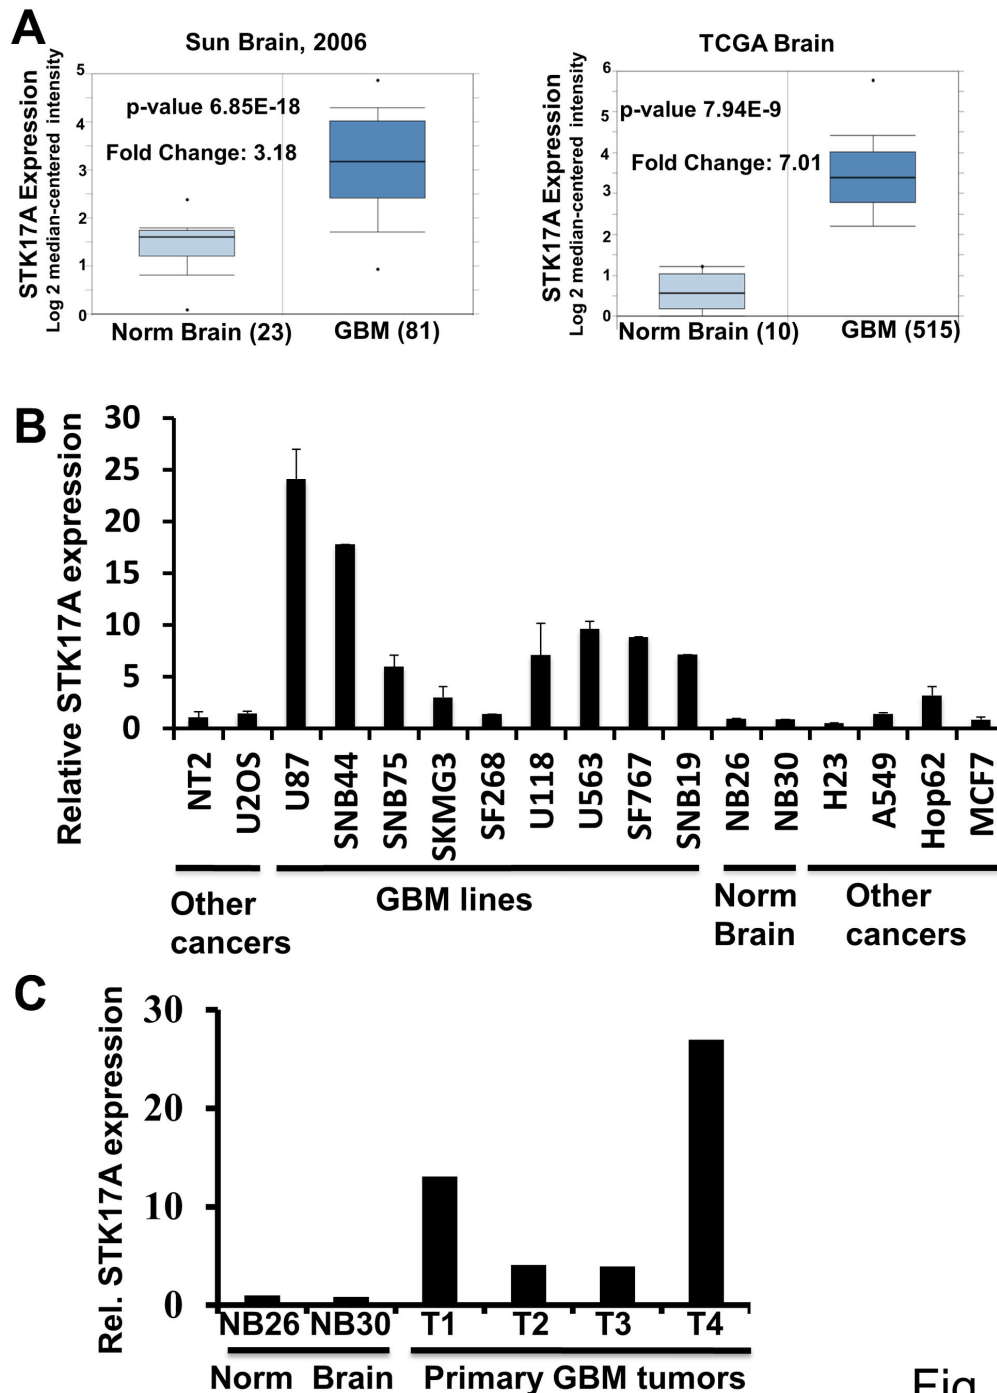 A
Sun Brain, 2006
STK17A Expression
Log 2 median-centered intensity
5
4
3
2
1
0
p-value 6.85E-18
Fold Change: 3.18
Norm Brain (23)
GBM (81)
TCGA Brain
STK17A Expression
Log 2 median-centered intensity
6
5
4
3
2
1
0
p-value 7.94E-9
Fold Change: 7.01
Norm Brain (10)
GBM (515)
B
Relative STK17A expression
30
25
20
15
10
5
0
NT2
U2OS
U87
SNB44
SNB75
SKMG3
SF268
U118
U563
SF767
SNB19
NB26
NB30
H23
A549
Hop62
MCF7
Other
cancers
GBM lines
Norm
Brain
Other
cancers
C
Rel. STK17A expression
30
20
10
0
NB26 NB30 T1 T2 T3 T4
Norm Brain
Primary GBM tumors
Fig